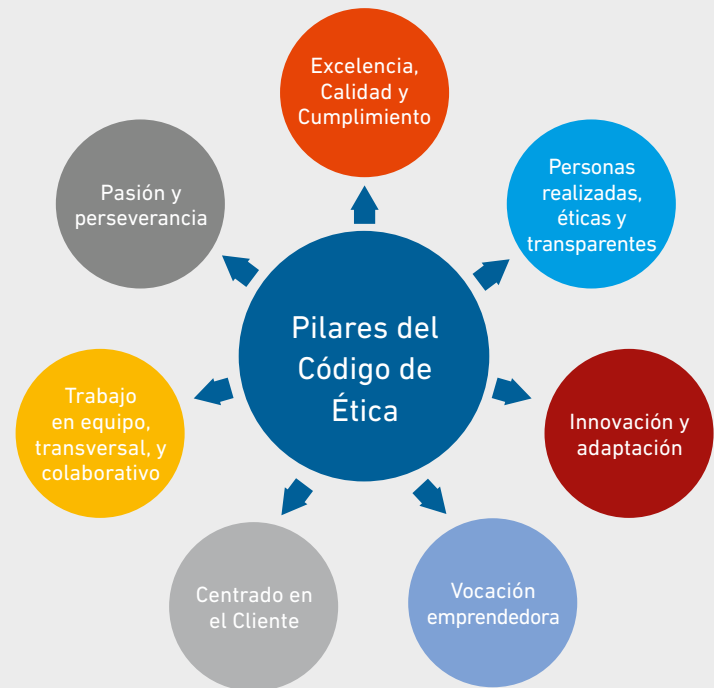 Excelencia,
Calidad y
Cumplimiento
Personas
realizadas,
éticas y
transparentes
Innovación y
adaptación
Vocación
emprendedora
Centrado en
el Cliente
Trabajo
en equipo,
transversal, y
colaborativo
Pasión y
perseverancia
Pilares del
Código de
Ética